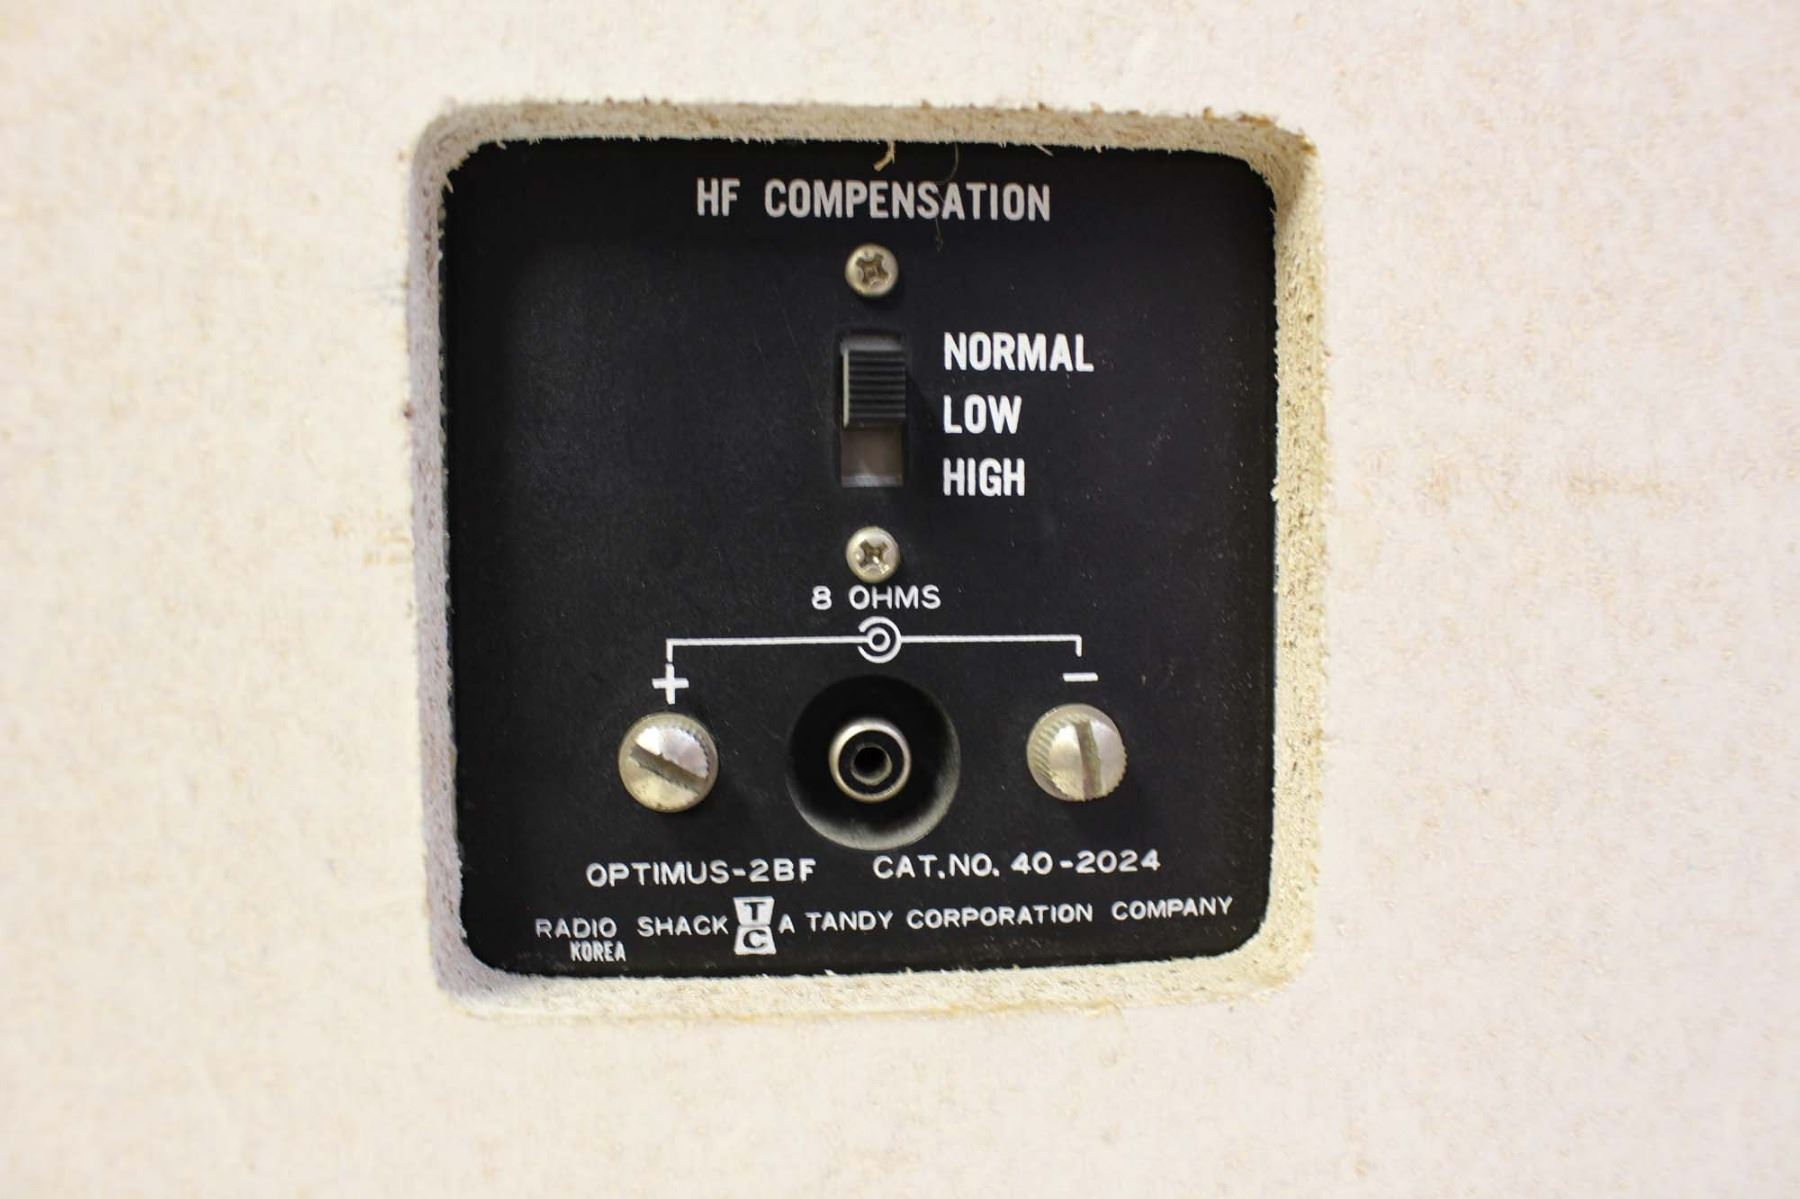 HF COMPENSATION
NORMAL
LOW
HIGH
8 OHMS
+ −
OPTIMUS-2BF CAT.NO. 40-2024
RADIO SHACK TC A TANDY CORPORATION COMPANY
KOREA